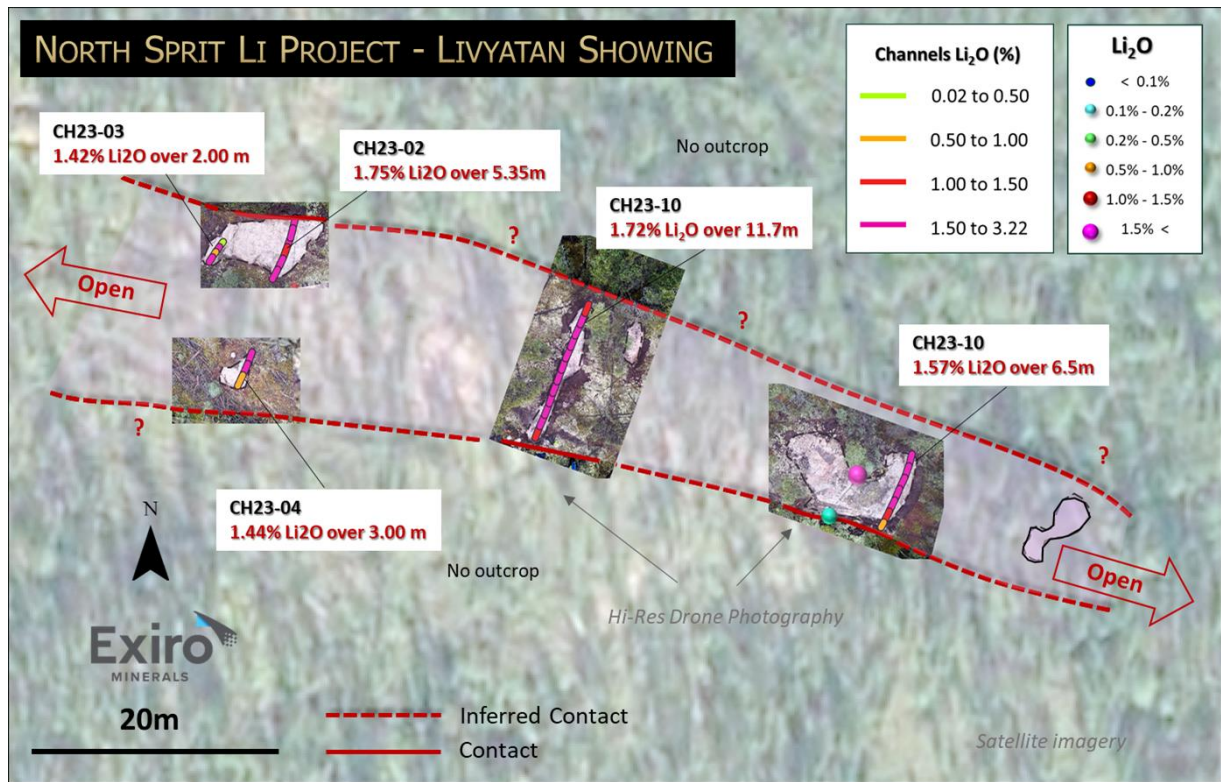 NORTH SPRIT LI PROJECT - LIVYATAN SHOWING
Channels Li₂O (%)
0.02 to 0.50
0.50 to 1.00
1.00 to 1.50
1.50 to 3.22
Li₂O
< 0.1%
0.1% - 0.2%
0.2% - 0.5%
0.5% - 1.0%
1.0% - 1.5%
1.5% <
CH23-03
1.42% Li2O over 2.00 m
CH23-02
1.75% Li2O over 5.35m
No outcrop
CH23-10
1.72% Li₂O over 11.7m
?
Open
?
CH23-10
1.57% Li2O over 6.5m
?
?
CH23-04
1.44% Li2O over 3.00 m
N
No outcrop
Open
Hi-Res Drone Photography
Exiro
MINERALS
20m
Inferred Contact
Contact
Satellite imagery